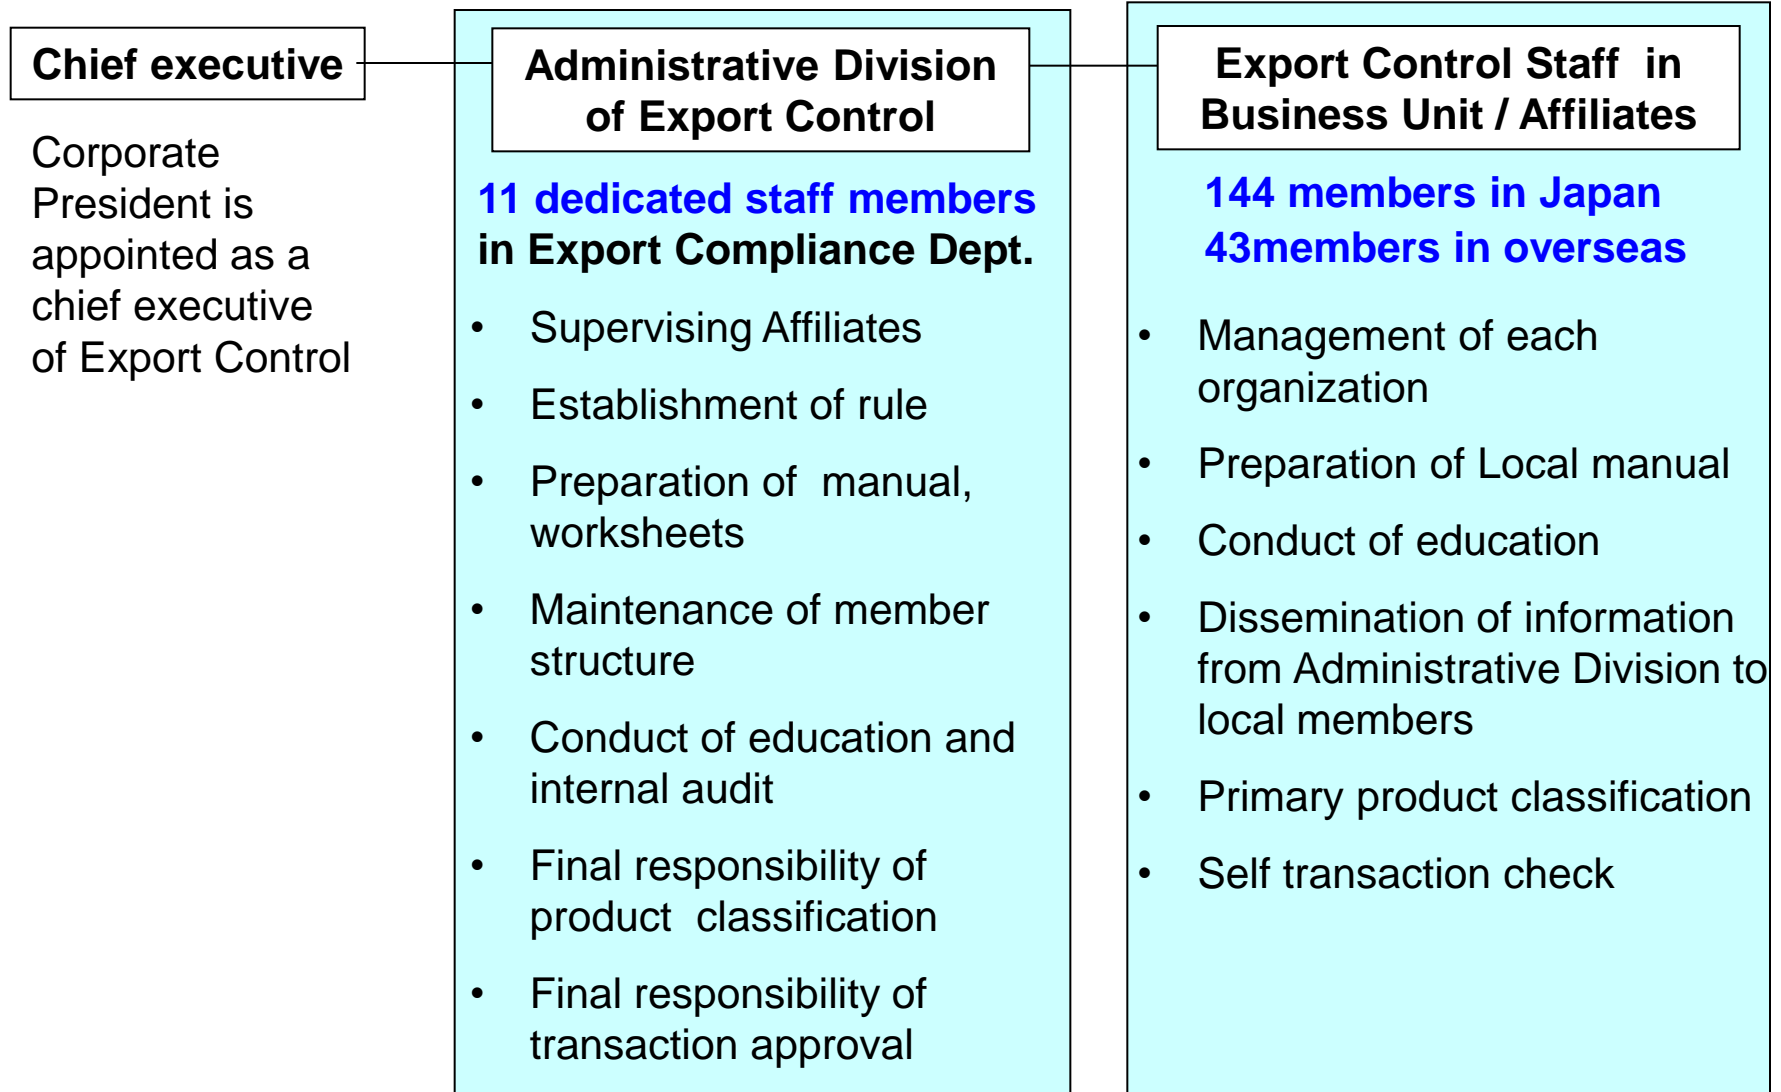 Chief executive
Corporate
President is
appointed as a
chief executive
of Export Control
Administrative Division
of Export Control
11 dedicated staff members
in Export Compliance Dept.
• Supervising Affiliates
• Establishment of rule
• Preparation of manual,
worksheets
• Maintenance of member
structure
• Conduct of education and
internal audit
• Final responsibility of
product classification
• Final responsibility of
transaction approval
Export Control Staff in
Business Unit / Affiliates
144 members in Japan
43members in overseas
• Management of each
organization
• Preparation of Local manual
• Conduct of education
• Dissemination of information
from Administrative Division to
local members
• Primary product classification
• Self transaction check